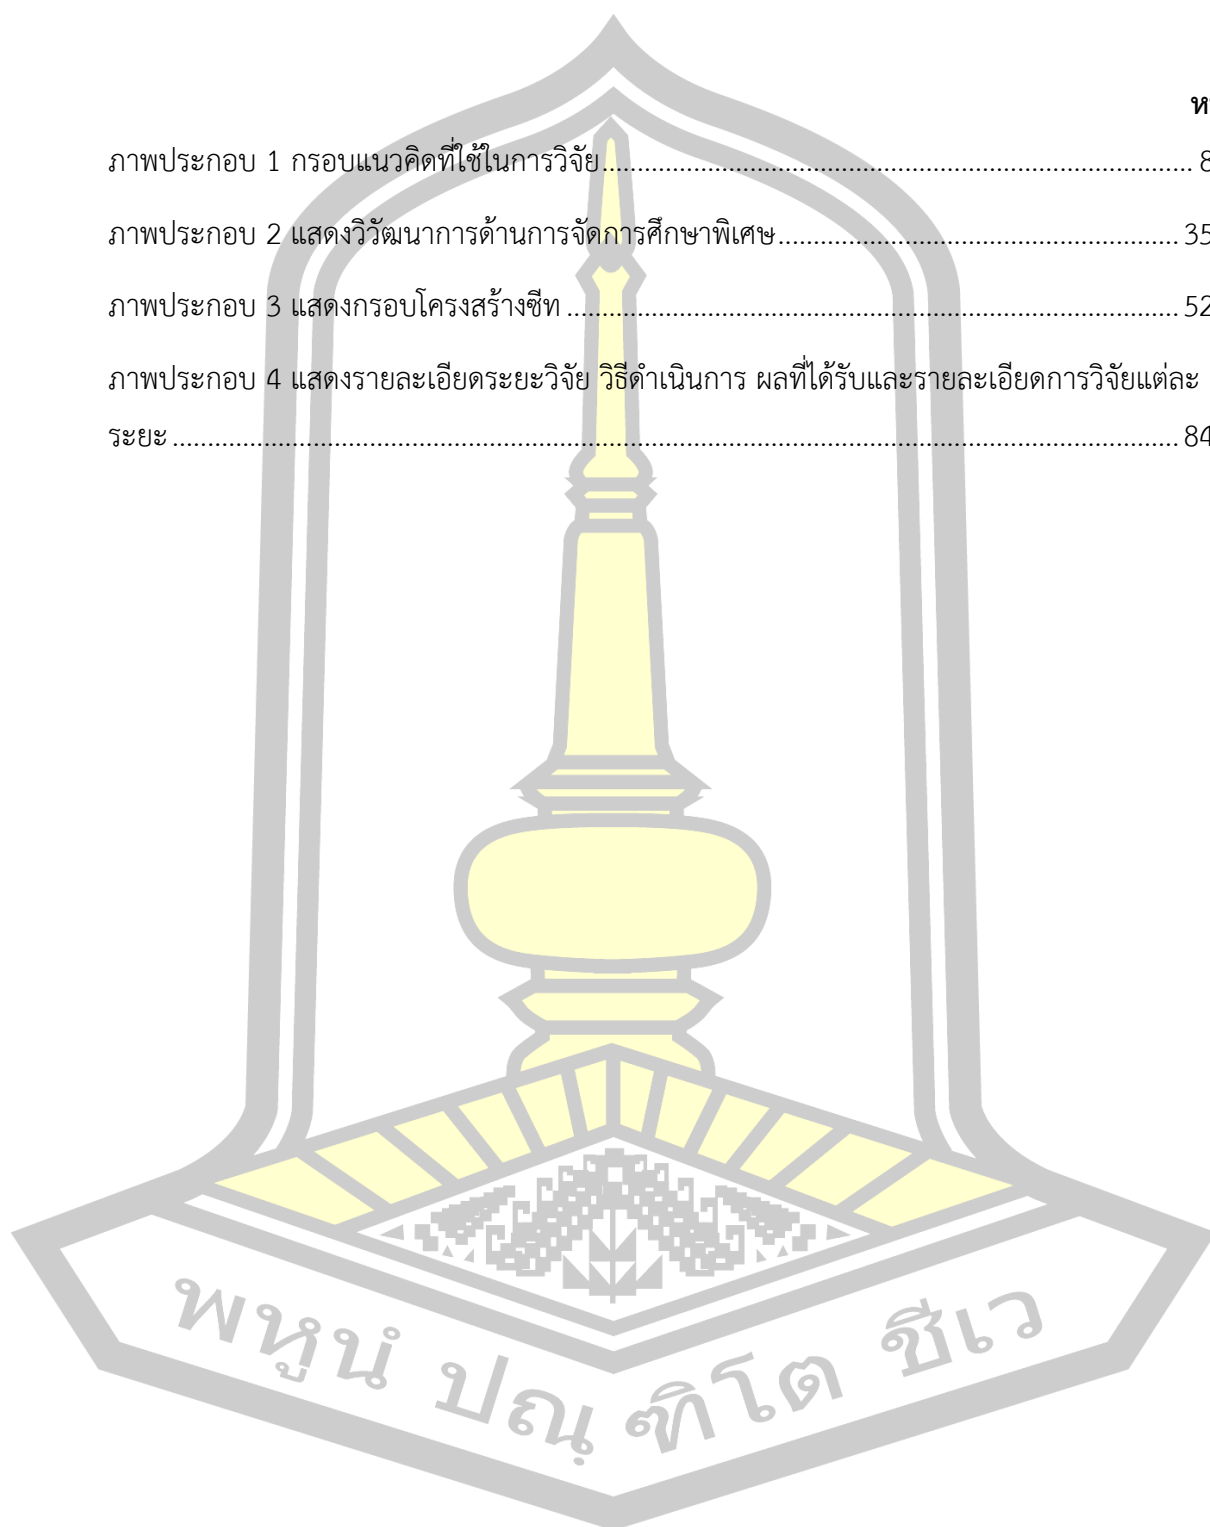 ภาพประกอบ 1 กรอบแนวคิดที่ใช้ในการวิจัย.......................................................................................... 8
ภาพประกอบ 2 แสดงวิวัฒนาการด้านการจัดการศึกษาพิเศษ............................................................. 35
ภาพประกอบ 3 แสดงกรอบโครงสร้างซีท ............................................................................................. 52
ภาพประกอบ 4 แสดงรายละเอียดระยะวิจัย วิธีดำเนินการ ผลที่ได้รับและรายละเอียดการวิจัยแต่ละ
ระยะ ......................................................................................................................................................... 84
พหูนํ ปณฺฑิโต ชีเว